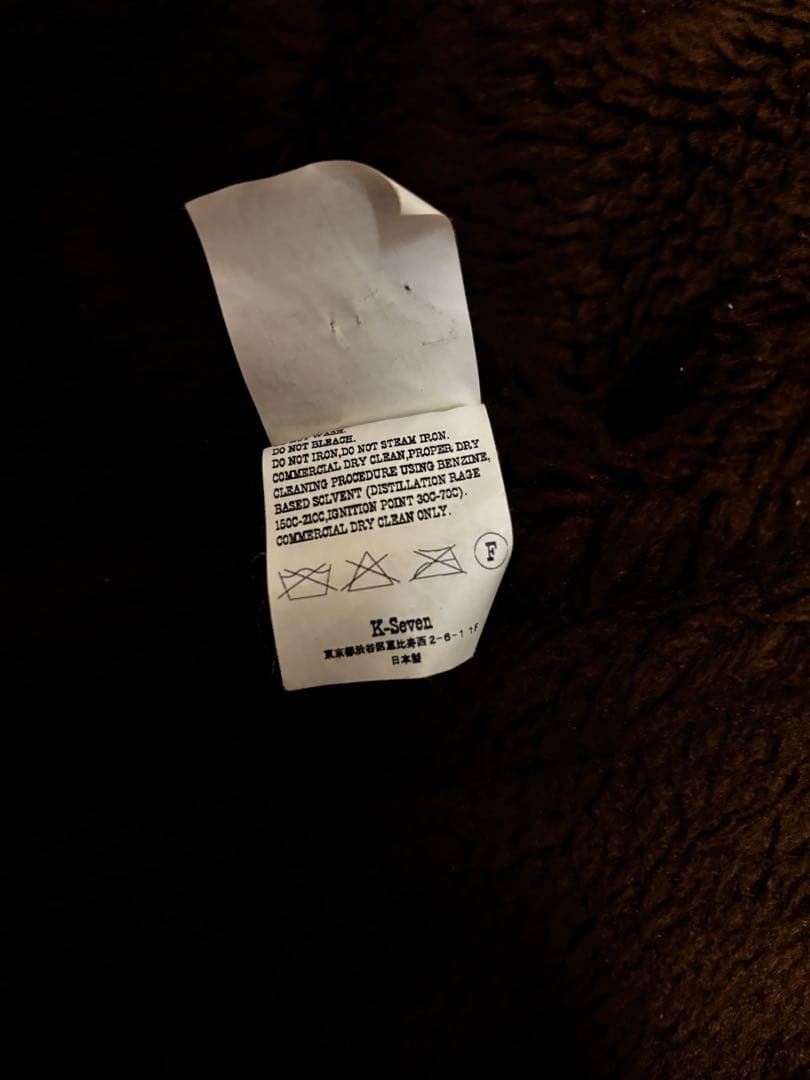 WASH.
DO NOT BLEACH.
DO NOT IRON,DO NOT STEAM IRON.
COMMERCIAL DRY CLEAN,PROPER DRY
CLEANING PROCEDURE USING BENZINE,
BASED SOLVENT (DISTILLATION RAGE
150C-210C,IGNITION POINT 30C-70C).
COMMERCIAL DRY CLEAN ONLY.
F
K-Seven
東京都渋谷区恵比寿西2-6-1 1F
日本製